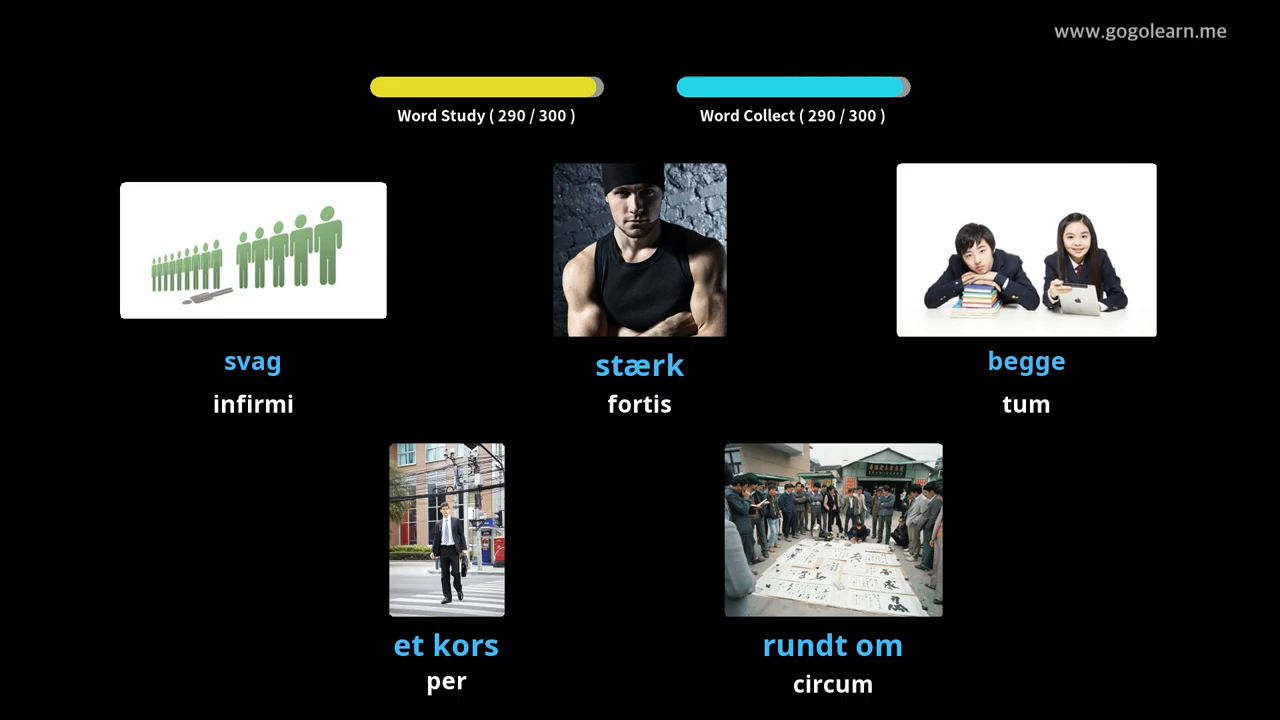 www.gogolearn.me
Word Study ( 290 / 300 )
Word Collect ( 290 / 300 )
svag
infirmi
stærk
fortis
begge
tum
et kors
per
rundt om
circum